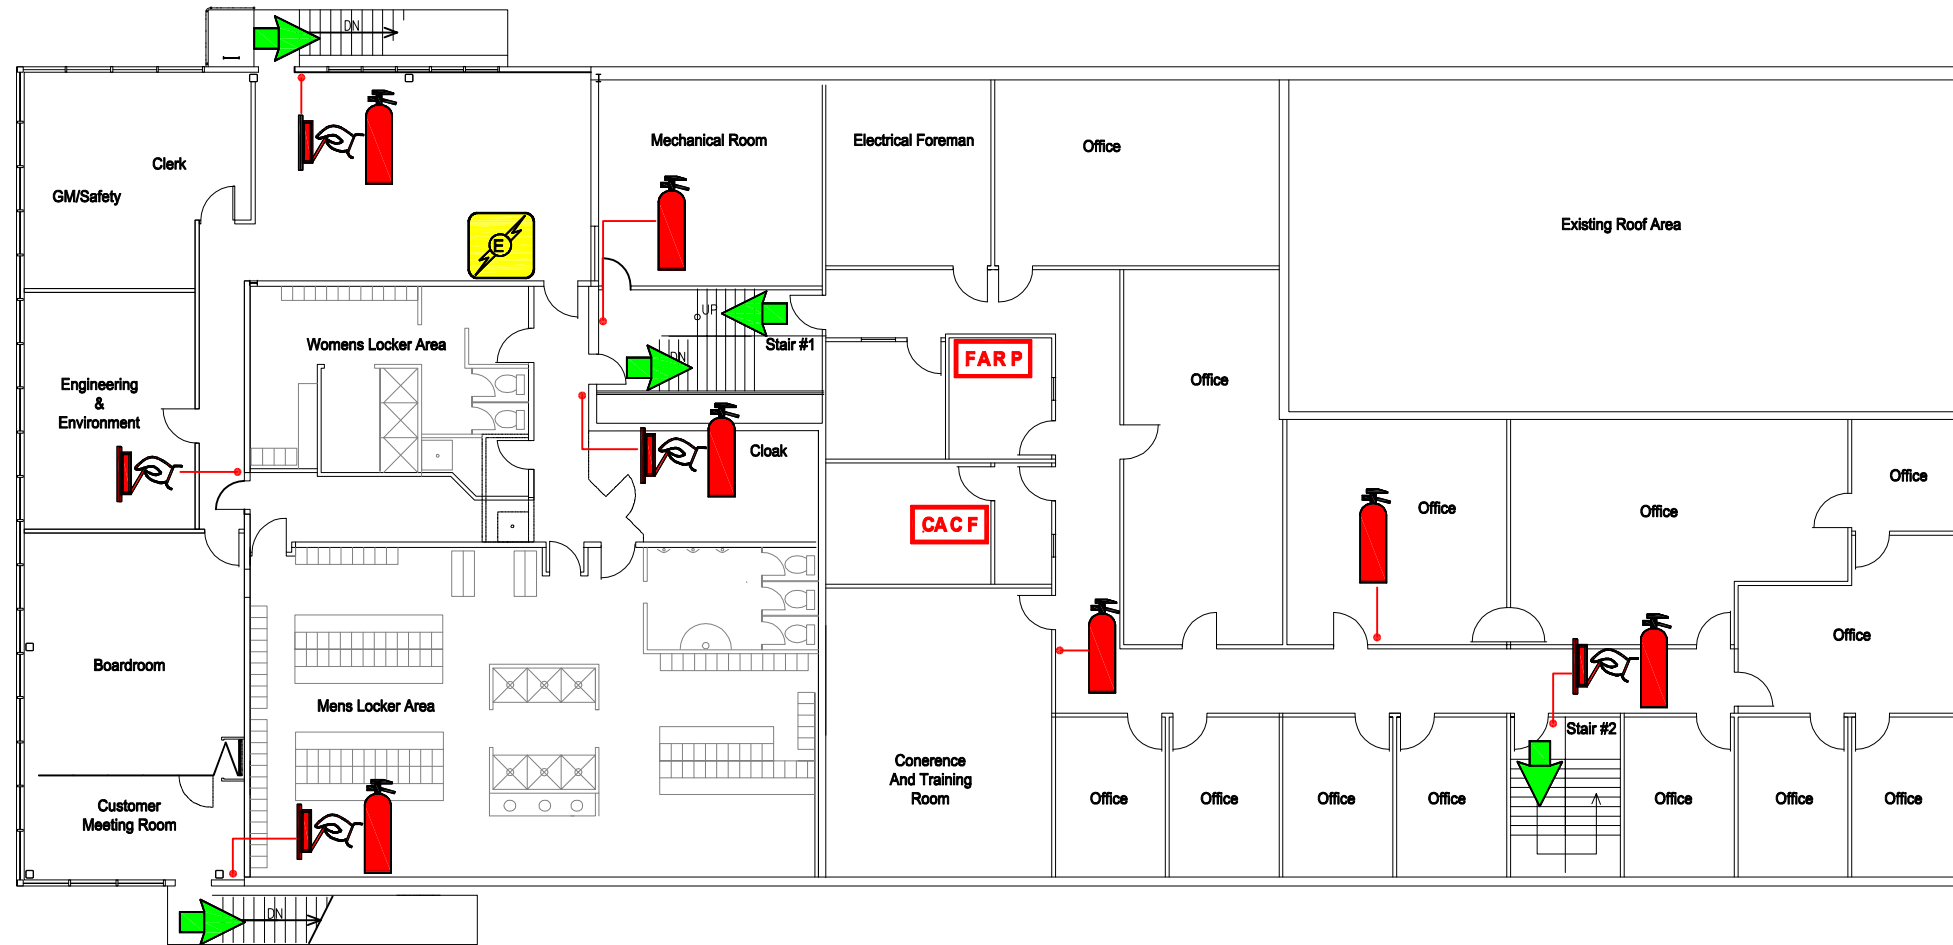 DN
Mechanical Room
Electrical Foreman
Office
Clerk
GM/Safety
Existing Roof Area
E
UP
Stair #1
Womens Locker Area
DN
FARP
Office
Engineering
&
Environment
Cloak
Office
Office
Office
CACF
Office
Boardroom
Mens Locker Area
Stair #2
Conerence
And Training
Room
Office
Office
Office
Office
Office
Office
Office
Customer
Meeting Room
DN